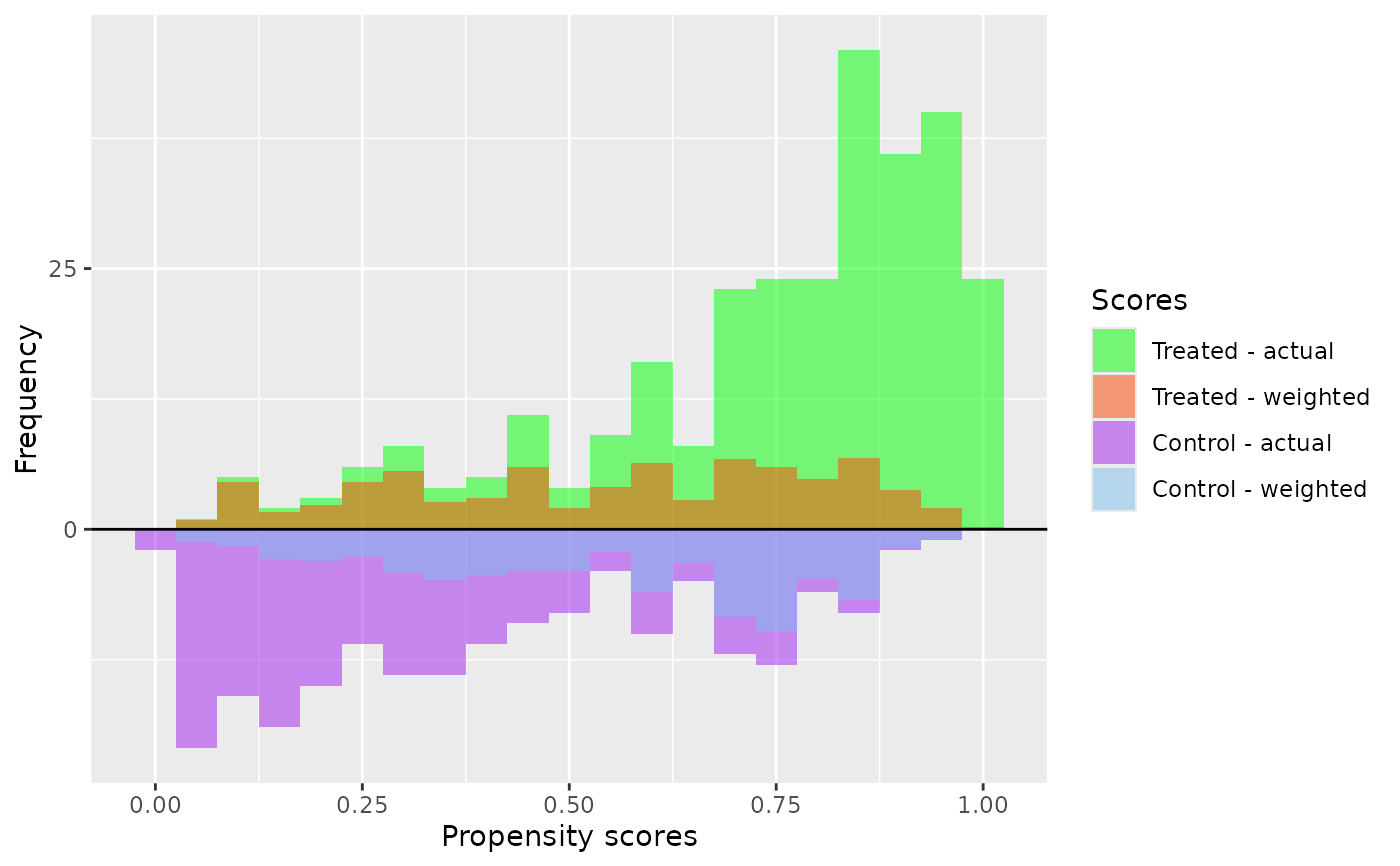 Frequency
25
0
0.00
0.25
0.50
0.75
1.00
Propensity scores
Scores
Treated - actual
Treated - weighted
Control - actual
Control - weighted